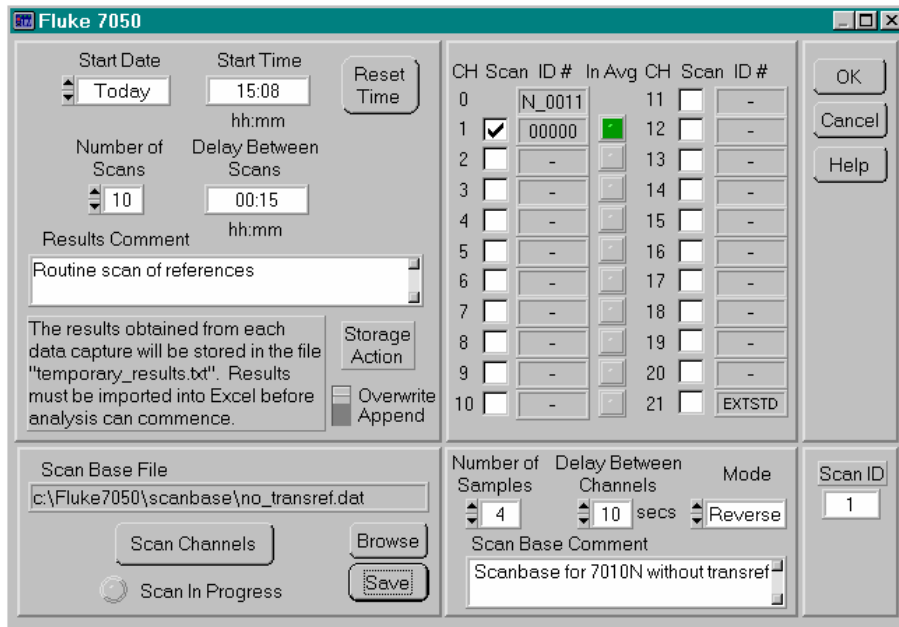 Fluke 7050
Start Date
Start Time
Today
15:08
hh:mm
Reset
Time
Number of
Scans
Delay Between
Scans
10
00:15
hh:mm
Results Comment
Routine scan of references
The results obtained from each
data capture will be stored in the file
"temporary_results.txt". Results
must be imported into Excel before
analysis can commence.
Storage
Action
Overwrite
Append
CH Scan ID # In Avg CH Scan ID #
0 N_0011 11 -
1 00000 12 -
2 - 13 -
3 - 14 -
4 - 15 -
5 - 16 -
6 - 17 -
7 - 18 -
8 - 19 -
9 - 20 -
10 - 21 EXTSTD
OK
Cancel
Help
Scan Base File
c:\Fluke7050\scanbase\no_transref.dat
Scan Channels
Browse
Scan In Progress
Save
Number of
Samples
Delay Between
Channels
Mode
4
10 secs
Reverse
Scan Base Comment
Scanbase for 7010N without transref
Scan ID
1